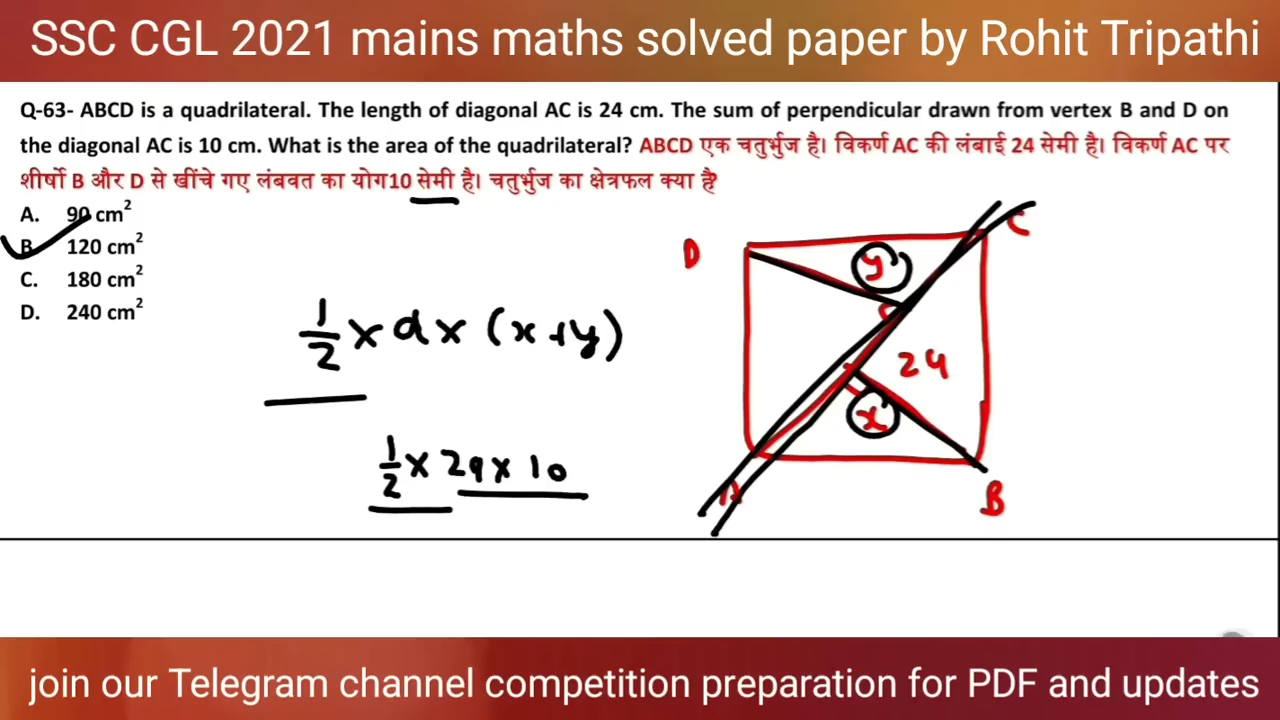 SSC CGL 2021 mains maths solved paper by Rohit Tripathi
Q-63- ABCD is a quadrilateral. The length of diagonal AC is 24 cm. The sum of perpendicular drawn from vertex B and D on
the diagonal AC is 10 cm. What is the area of the quadrilateral? ABCD एक चतुर्भुज है। विकर्ण AC की लंबाई 24 सेमी है। विकर्ण AC पर
शीर्षो B और D से खींचे गए लंबवत का योग10 सेमी है। चतुर्भुज का क्षेत्रफल क्या है?
A. 90 cm²
B. 120 cm²
C. 180 cm²
D. 240 cm²
D
C
y
1/2 x d x (x+y)
24
x
1/2 x 24 x 10
A
B
join our Telegram channel competition preparation for PDF and updates